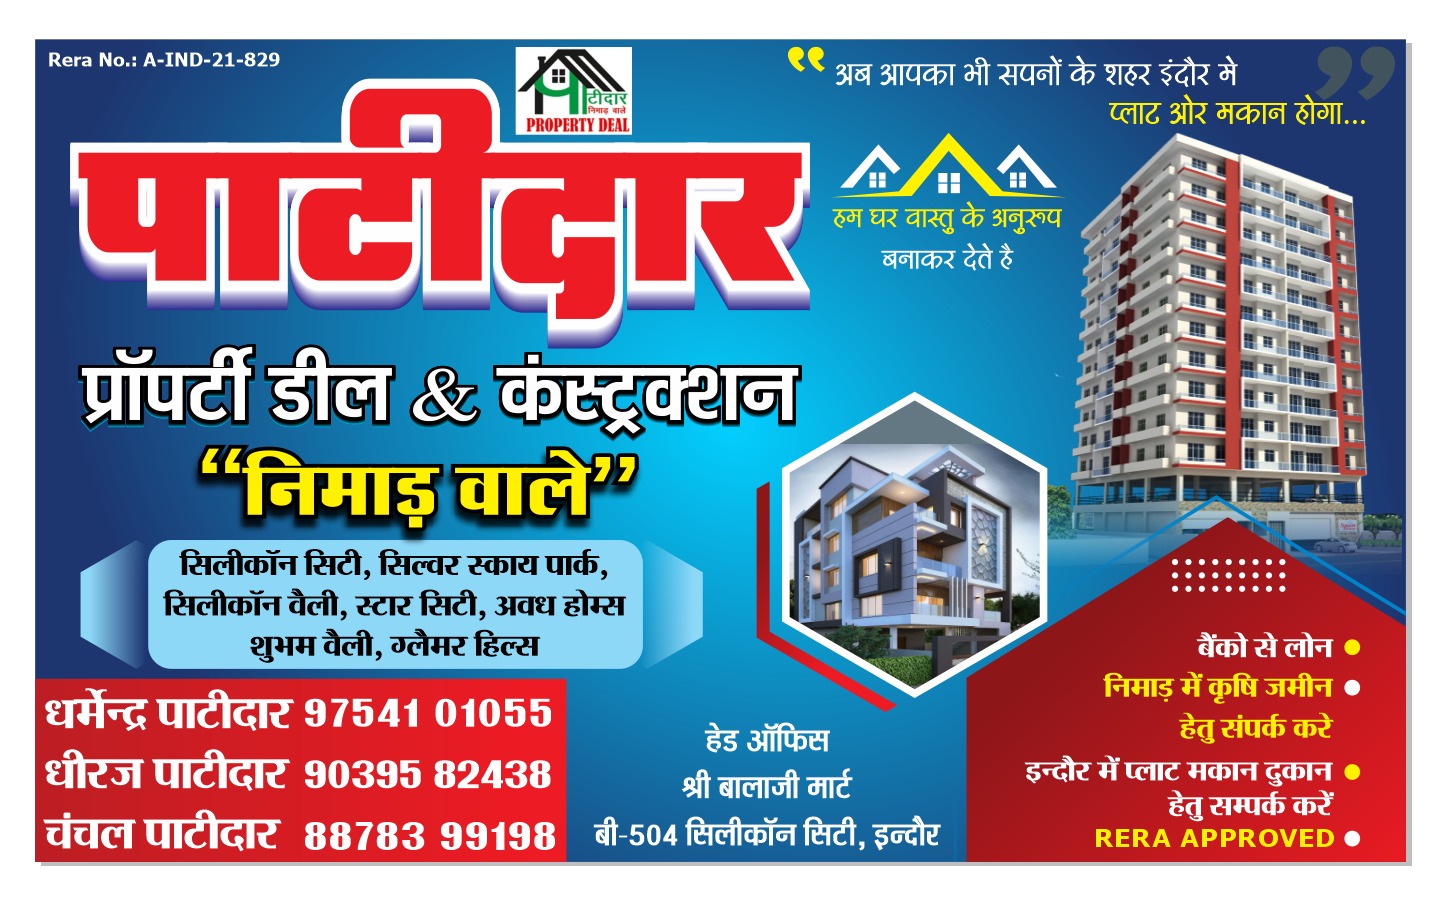 Rera No.: A-IND-21-829
पाटीदार
निमाड़ वाले
PROPERTY DEAL
“ अब आपका भी सपनों के शहर इंदौर मे
प्लाट ओर मकान होगा... ”
पाटीदार
हम घर वास्तु के अनुरूप
बनाकर देते है
प्रॉपर्टी डील & कंस्ट्रक्शन
“निमाड़ वाले”
सिलीकॉन सिटी, सिल्वर स्काय पार्क,
सिलीकॉन वैली, स्टार सिटी, अवध होम्स
शुभम वैली, ग्लैमर हिल्स
धर्मेन्द्र पाटीदार 97541 01055
धीरज पाटीदार 90395 82438
चंचल पाटीदार 88783 99198
हेड ऑफिस
श्री बालाजी मार्ट
बी-504 सिलीकॉन सिटी, इन्दौर
बैंको से लोन
निमाड़ में कृषि जमीन
हेतु संपर्क करे
इन्दौर में प्लाट मकान दुकान
हेतु सम्पर्क करें
RERA APPROVED